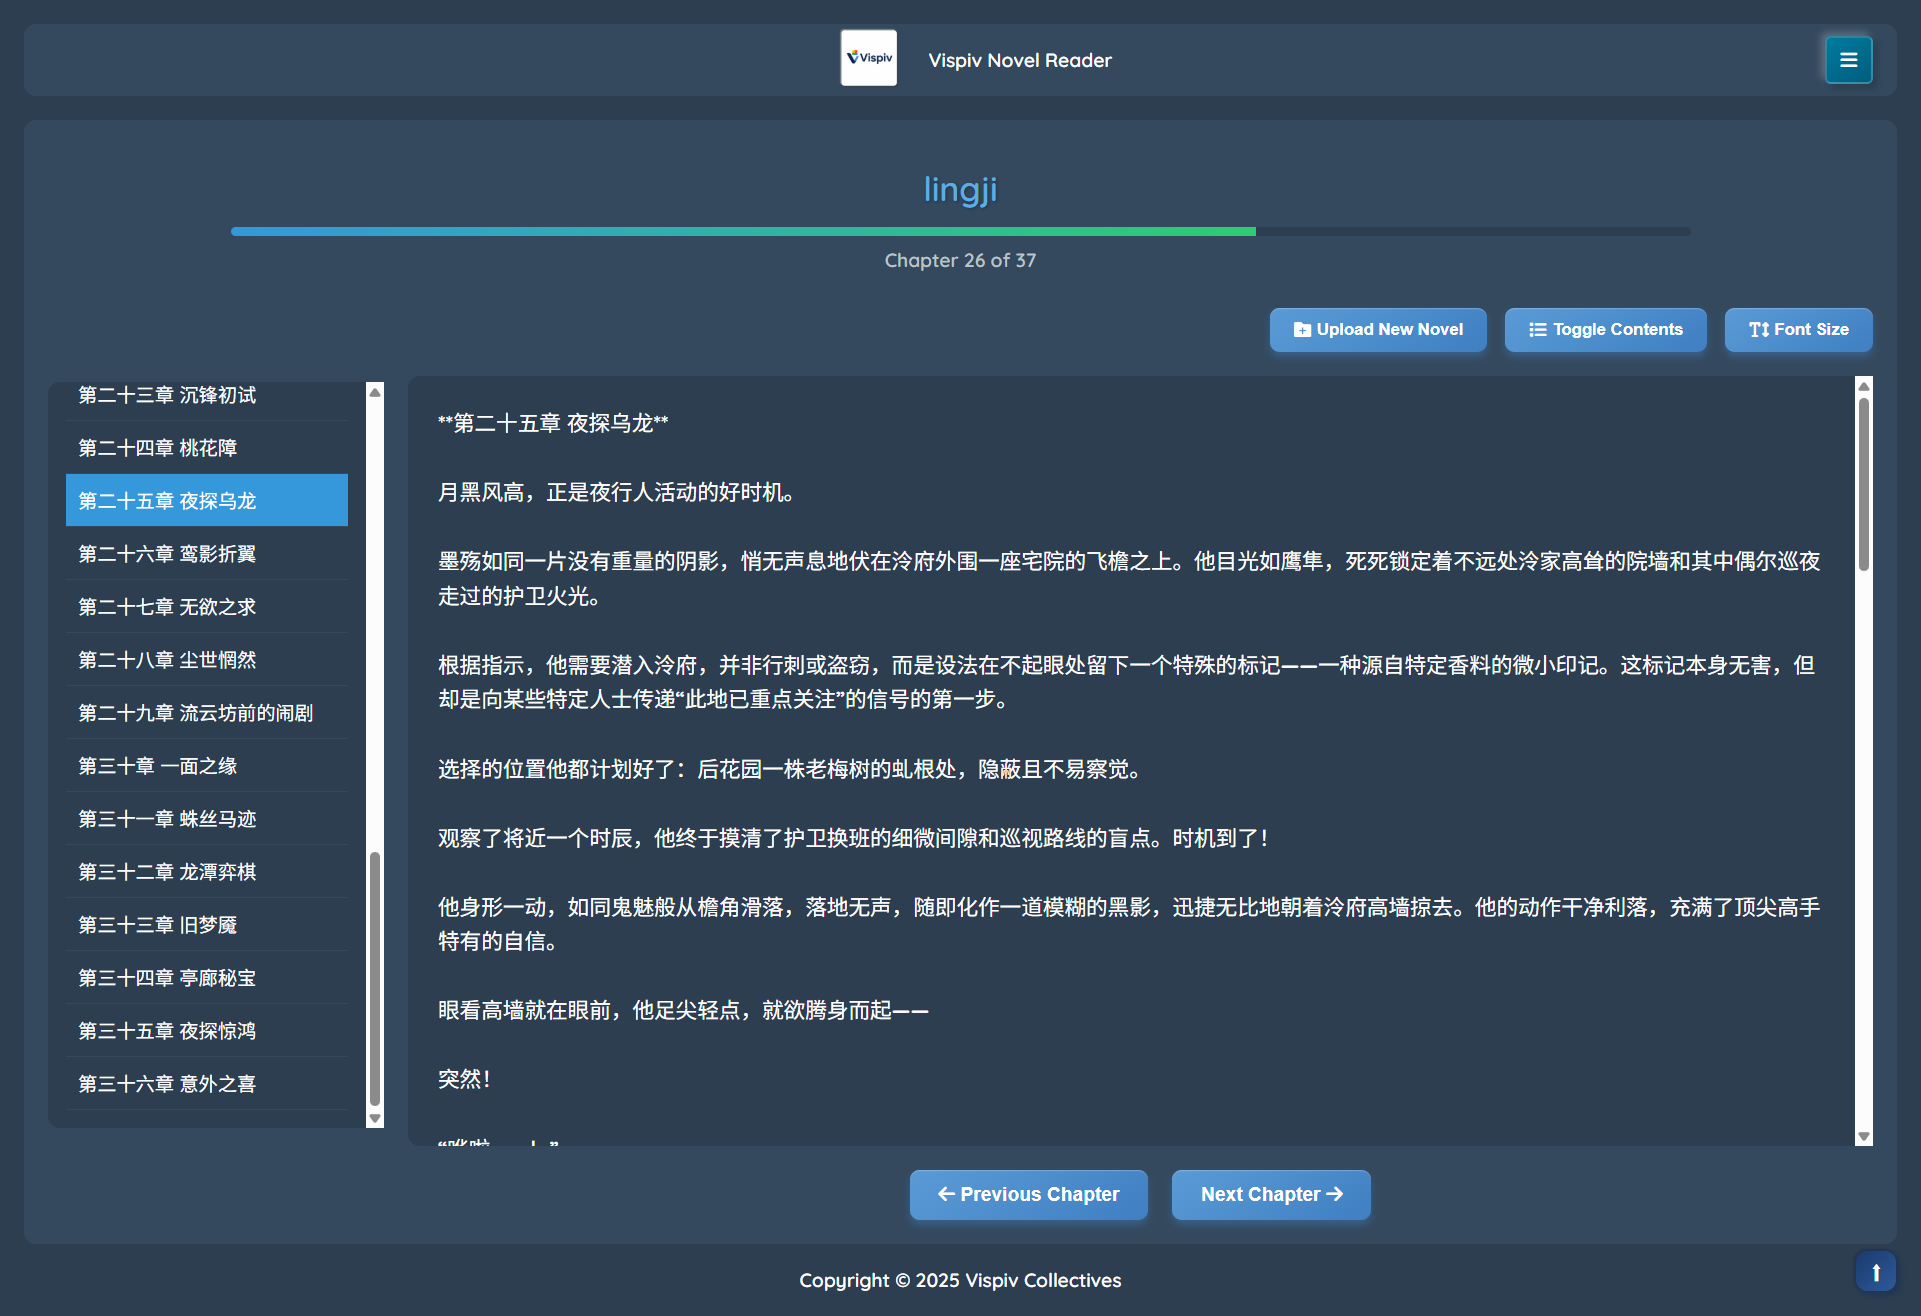 Vispiv
Vispiv Novel Reader
lingji
Chapter 26 of 37
Upload New Novel
Toggle Contents
Font Size
第二十三章 沉锋初试
第二十四章 桃花障
第二十五章 夜探乌龙
第二十六章 鸾影折翼
第二十七章 无欲之求
第二十八章 尘世惘然
第二十九章 流云坊前的闹剧
第三十章 一面之缘
第三十一章 蛛丝马迹
第三十二章 龙潭弈棋
第三十三章 旧梦魇
第三十四章 亭廊秘宝
第三十五章 夜探惊鸿
第三十六章 意外之喜
**第二十五章 夜探乌龙**
月黑风高，正是夜行人活动的好时机。
墨殇如同一片没有重量的阴影，悄无声息地伏在泠府外围一座宅院的飞檐之上。他目光如鹰隼，死死锁定着不远处泠家高耸的院墙和其中偶尔巡夜
走过的护卫火光。
根据指示，他需要潜入泠府，并非行刺或盗窃，而是设法在不起眼处留下一个特殊的标记——一种源自特定香料的微小印记。这标记本身无害，但
却是向某些特定人士传递“此地已重点关注”的信号的第一步。
选择的位置他都计划好了：后花园一株老梅树的虬根处，隐蔽且不易察觉。
观察了将近一个时辰，他终于摸清了护卫换班的细微间隙和巡视路线的盲点。时机到了！
他身形一动，如同鬼魅般从檐角滑落，落地无声，随即化作一道模糊的黑影，迅捷无比地朝着泠府高墙掠去。他的动作干净利落，充满了顶尖高手
特有的自信。
眼看高墙就在眼前，他足尖轻点，就欲腾身而起——
突然！
Previous Chapter
Next Chapter
Copyright © 2025 Vispiv Collectives